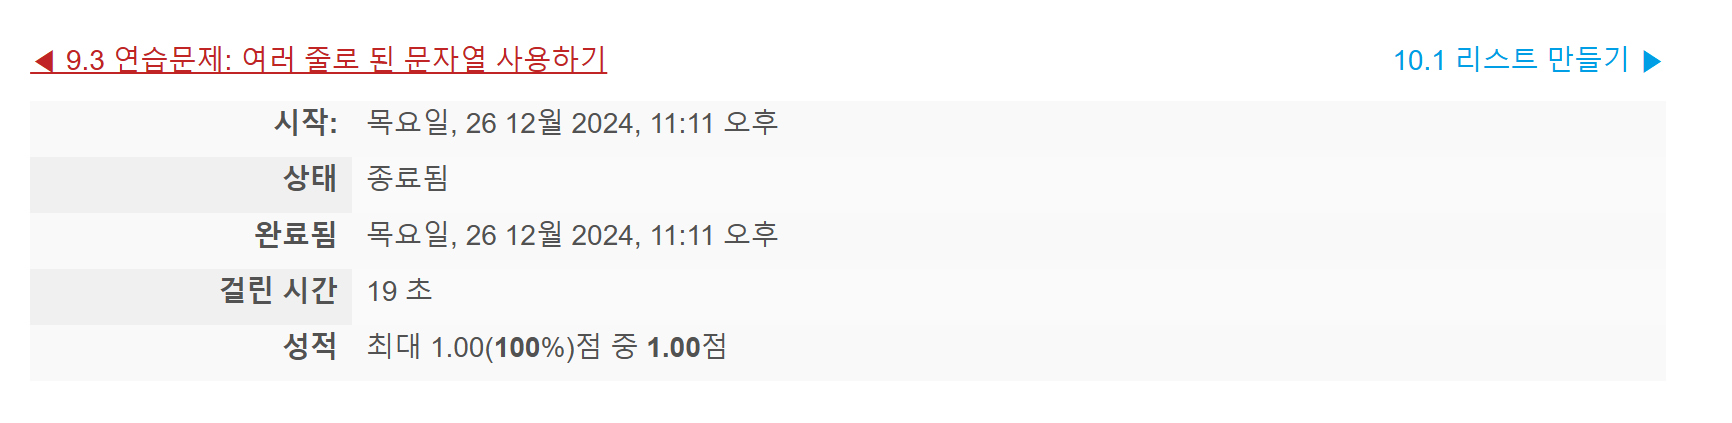 ◀ 9.3 연습문제: 여러 줄로 된 문자열 사용하기
10.1 리스트 만들기 ▶
시작: 목요일, 26 12월 2024, 11:11 오후
상태 종료됨
완료됨 목요일, 26 12월 2024, 11:11 오후
걸린 시간 19 초
성적 최대 1.00(100%)점 중 1.00점